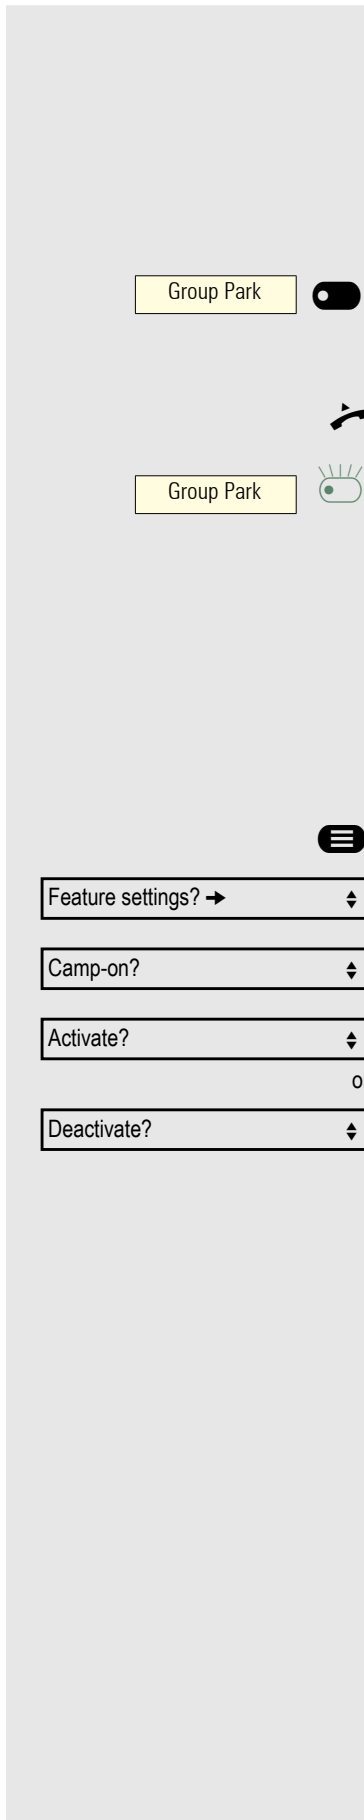 Group Park
Group Park
Feature settings? ➔
Camp-on?
Activate?
o
Deactivate?